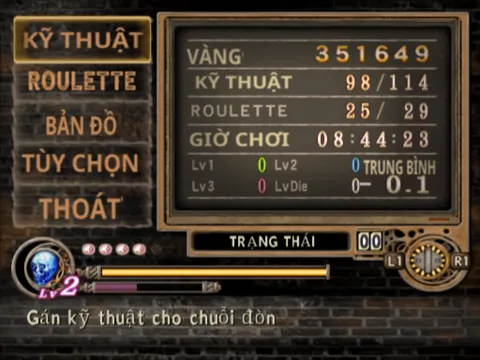 KỸ THUẬT
ROULETTE
BẢN ĐỒ
TÙY CHỌN
THOÁT
VÀNG 351649
KỸ THUẬT 98/114
ROULETTE 25/ 29
GIỜ CHƠI 08:44:23
Lv1 0 Lv2 0 TRUNG BÌNH
Lv3 0 LvDie 0 - 0.1
TRẠNG THÁI 00
L1 R1
Lv2
Gán kỹ thuật cho chuỗi đòn